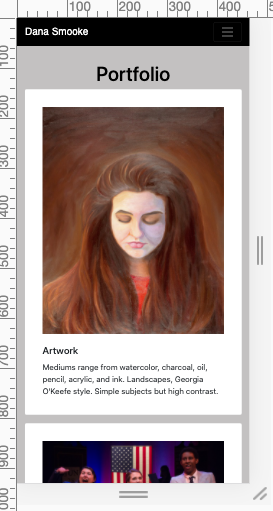 100
200
300
400
5
Dana Smooke
Portfolio
Artwork
Mediums range from watercolor, charcoal, oil,
pencil, acrylic, and ink. Landscapes, Georgia
O'Keefe style. Simple subjects but high contrast.
100
200
300
400
500
600
700
800
900
000